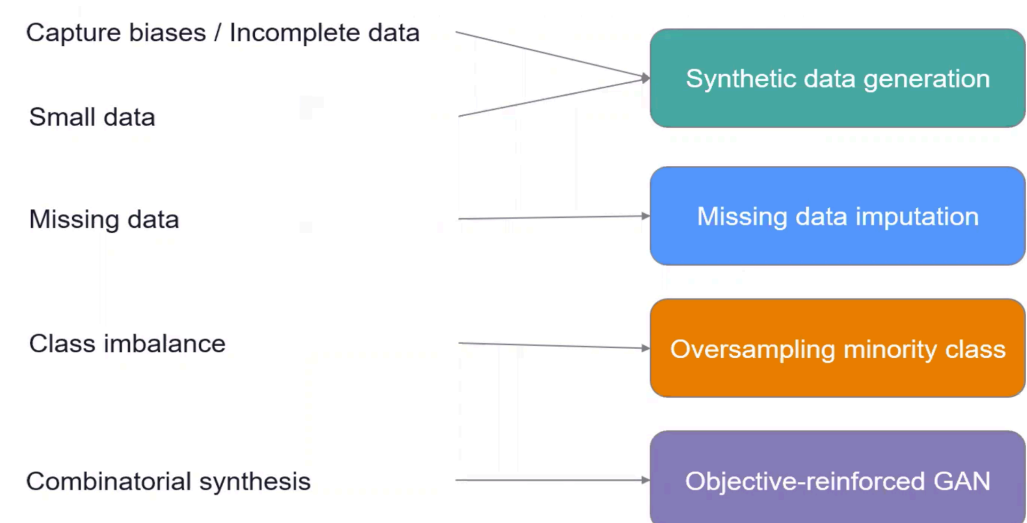 Capture biases / Incomplete data
Synthetic data generation
Small data
Missing data
Missing data imputation
Class imbalance
Oversampling minority class
Combinatorial synthesis
Objective-reinforced GAN